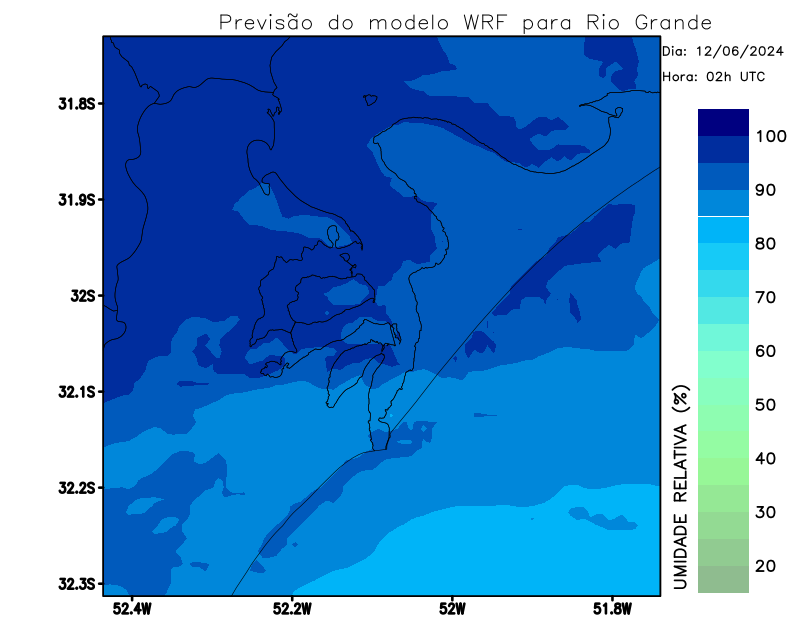 Previsão do modelo WRF para Rio Grande
Dia: 12/06/2024
Hora: 02h UTC
31.8S
31.9S
32S
32.1S
32.2S
32.3S
52.4W
52.2W
52W
51.8W
100
90
80
70
60
50
40
30
20
UMIDADE RELATIVA (%)